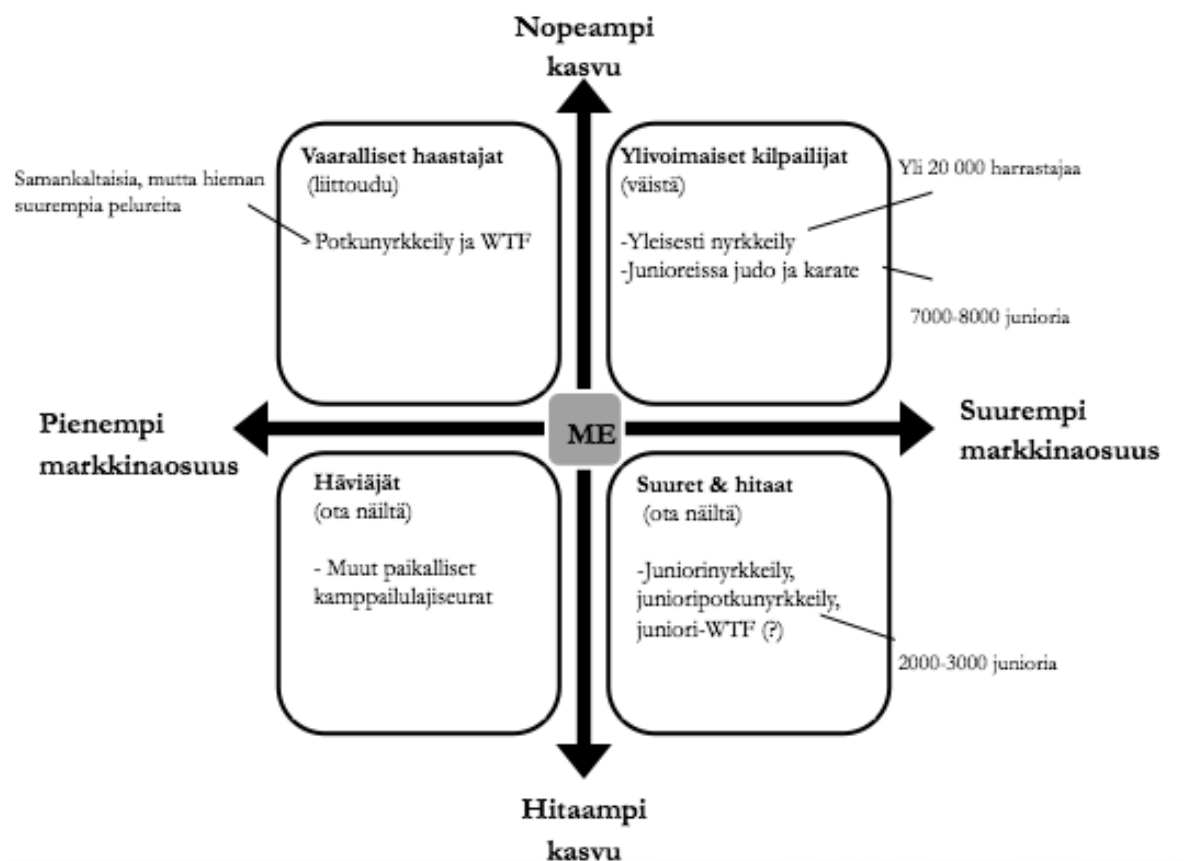 Nopeampi
kasvu
Vaaralliset haastajat
(liittoudu)
- Potkunyrkkeily ja WTF
Samankaltaisia, mutta hieman
suurempia pelureita
Ylivoimaiset kilpailijat
(väistä)
-Yleisesti nyrkkeily
-Junioreissa judo ja karate
Yli 20 000 harrastajaa
7000-8000 junioria
Pienempi
markkinaosuus
ME
Suurempi
markkinaosuus
Häviäjät
(ota näiltä)
- Muut paikalliset
kamppailulajiseurat
Suuret & hitaat
(ota näiltä)
-Juniorinyrkkeily,
junioripotkunyrkkeily,
juniori-WTF (?)
2000-3000 junioria
Hitaampi
kasvu